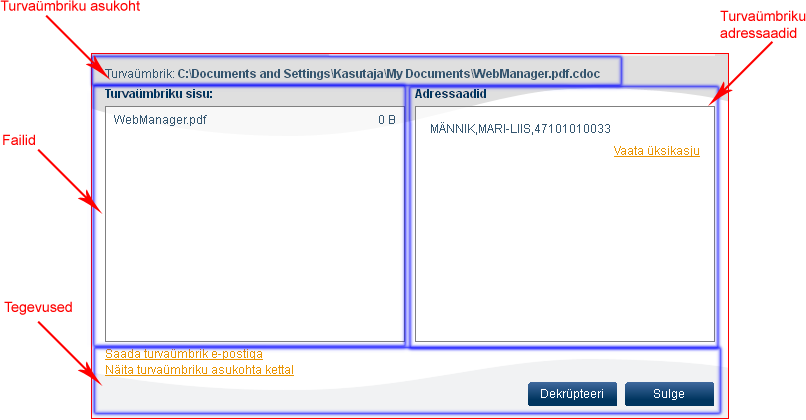 Turvaümbriku asukoht
Turvaümbriku
adressaadid
Turvaümbrik: C:\Documents and Settings\Kasutaja\My Documents\WebManager.pdf.cdoc
Turvaümbriku sisu:
Adressaadid
WebManager.pdf 0 B
MÄNNIK,MARI-LIIS,47101010033
Vaata üksikasju
Failid
Tegevused
Saada turvaümbrik e-postiga
Näita turvaümbriku asukohta kettal
Dekrüpteeri
Sulge